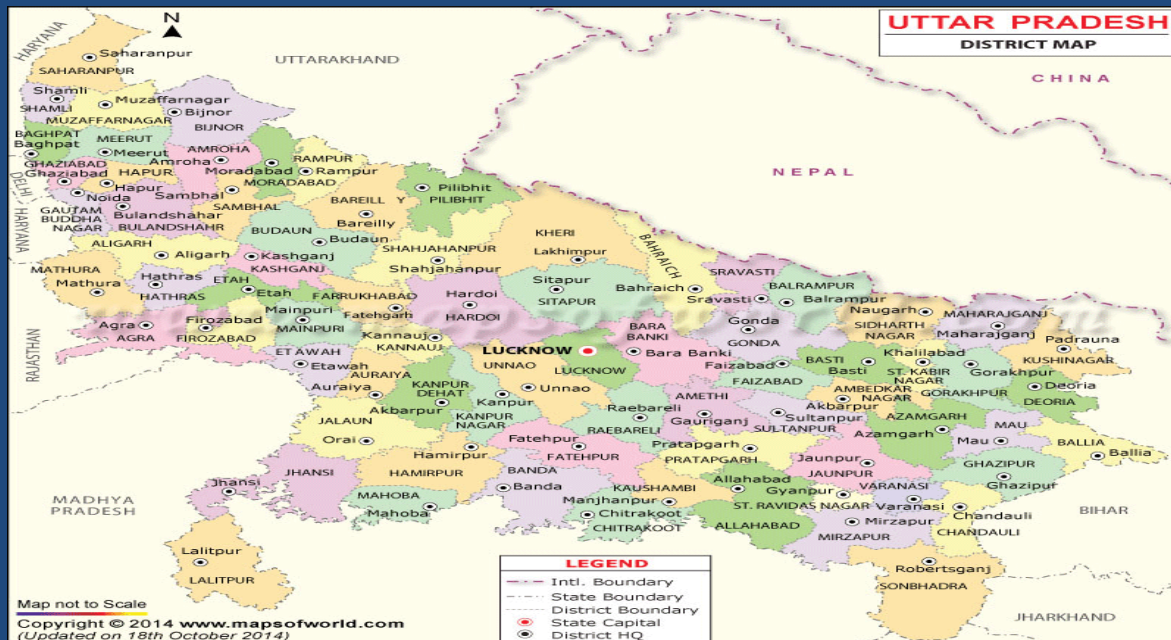 N
UTTAR PRADESH
DISTRICT MAP
HARYANA
UTTARAKHAND
CHINA
NEPAL
Saharanpur
SAHARANPUR
Shamli
SHAMLI
Muzaffarnagar
MUZAFFARNAGAR
Bijnor
BIJNOR
BAGHPAT
Baghpat
MEERUT
Meerut
AMROHA
Amroha
GHAZIABAD
Ghaziabad
HAPUR
Hapur
Moradabad
MORADABAD
RAMPUR
Rampur
DELHI
HARYANA
Noida
GAUTAM
BUDDHA
NAGAR
Bulandshahar
BULANDSHAHR
Sambhal
SAMBHAL
BAREILL Y
Bareilly
Pilibhit
PILIBHIT
BUDAUN
Budaun
ALIGARH
Aligarh
Kashganj
KASHGANJ
SHAHJAHANPUR
Shahjahanpur
KHERI
Lakhimpur
BAHRAICH
Bahraich
SRAVASTI
Sravasti
BALRAMPUR
Balrampur
MATHURA
Mathura
Hathras
HATHRAS
ETAH
Etah
FARRUKHABAD
Fatehgarh
Hardoi
HARDOI
Sitapur
SITAPUR
Mainpuri
MAINPURI
Agra
AGRA
Firozabad
FIROZABAD
Kannauj
KANNAUJ
RAJASTHAN
LUCKNOW
LUCKNOW
BARA
BANKI
Bara Banki
Gonda
GONDA
Naugarh
SIDHARTH
NAGAR
MAHARAJGANJ
Maharajganj
Padrauna
KUSHINAGAR
ET AWAH
Etawah
AURAIYA
Auraiya
KANPUR
DEHAT
Akbarpur
UNNAO
Unnao
Kanpur
KANPUR
NAGAR
Faizabad
FAIZABAD
BASTI
Basti
Khalilabad
ST. KABIR
NAGAR
Gorakhpur
GORAKHPUR
Deoria
DEORIA
Raebareli
RAEBARELI
AMETHI
Gauriganj
Sultanpur
SULTANPUR
AMBEDKAR
NAGAR
Akbarpur
AZAMGARH
Azamgarh
MAU
Mau
BALLIA
Ballia
JALAUN
Orai
Hamirpur
HAMIRPUR
Fatehpur
FATEHPUR
Pratapgarh
PRATAPGARH
Jaunpur
JAUNPUR
GHAZIPUR
Ghazipur
JHANSI
Jhansi
MAHOBA
Mahoba
BANDA
Banda
KAUSHAMBI
Manjhanpur
Chitrakoot
CHITRAKOOT
Allahabad
ALLAHABAD
Gyanpur
ST. RAVIDAS NAGAR
VARANASI
Varanasi
Mirzapur
MIRZAPUR
Chandauli
CHANDAULI
BIHAR
MADHYA
PRADESH
Lalitpur
LALITPUR
Robertsganj
SONBHADRA
JHARKHAND
LEGEND
Intl. Boundary
State Boundary
District Boundary
State Capital
District HQ
Map not to Scale
Copyright © 2014 www.mapsofworld.com
(Updated on 18th October 2014)